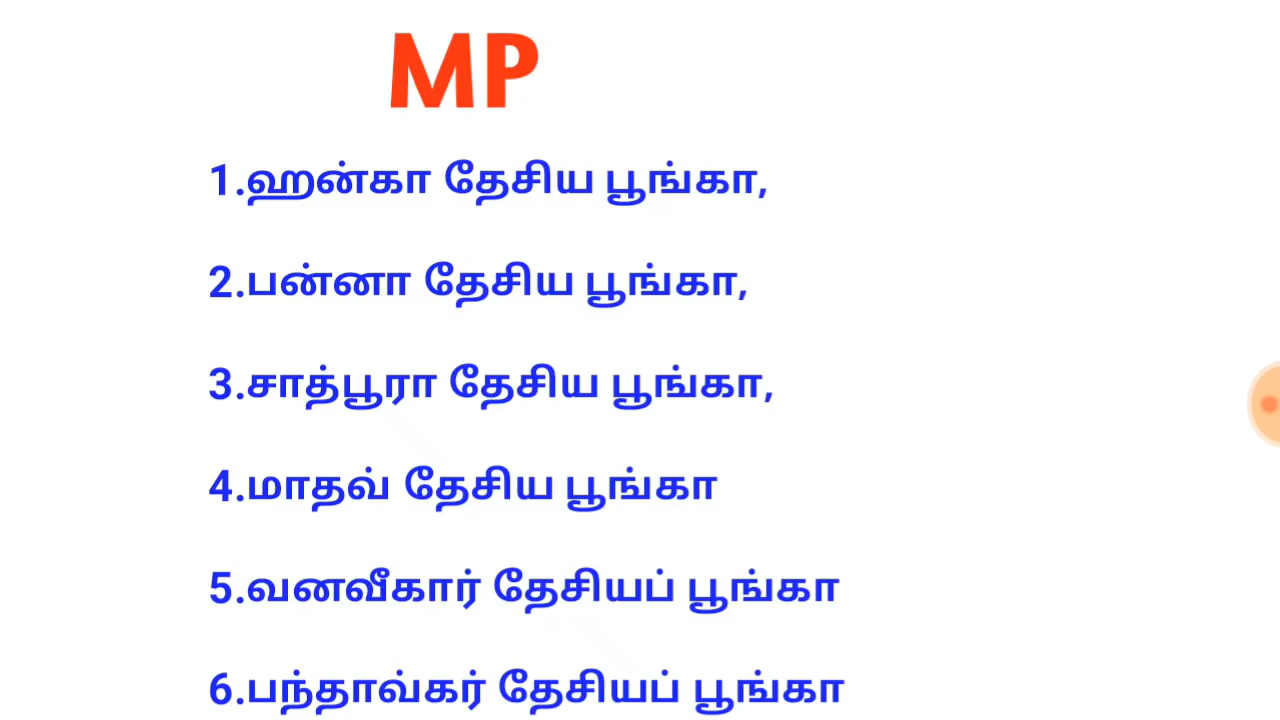 MP
1.ஹன்கா தேசிய பூங்கா,
2.பன்னா தேசிய பூங்கா,
3.சாத்பூரா தேசிய பூங்கா,
4.மாதவ் தேசிய பூங்கா
5.வனவீகார் தேசியப் பூங்கா
6.பந்தாவ்கர் தேசியப் பூங்கா